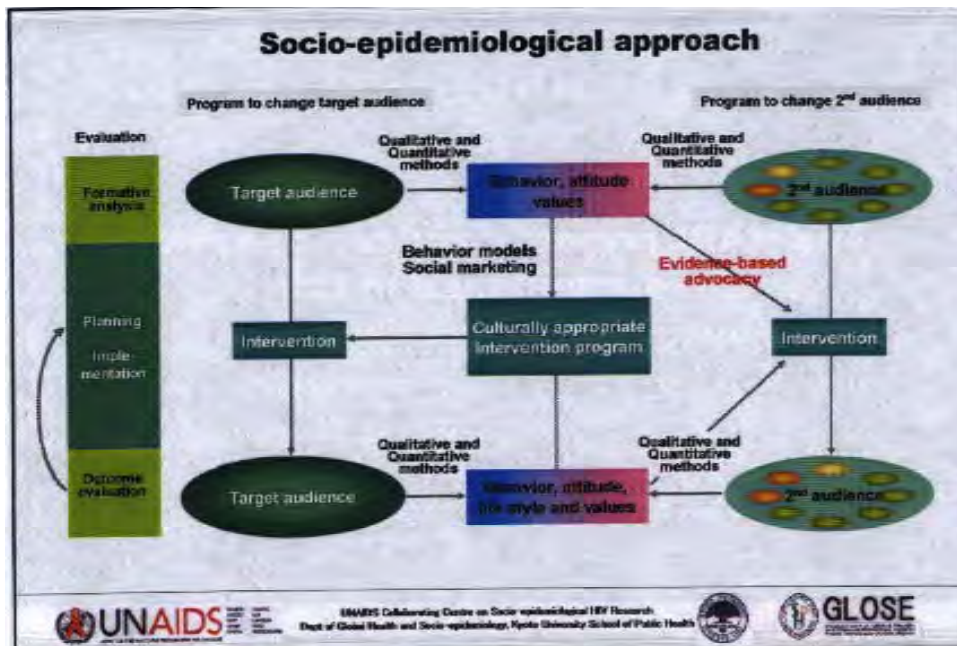 Socio-epidemiological approach
Program to change target audience
Program to change 2nd audience
Evaluation
Formative
analysis
Planning
Imple
mentation
Outcome
evaluation
Target audience
Qualitative and
Quantitative
methods
Behavior, attitude
values
Qualitative and
Quantitative
methods
2nd audience
Behavior models
Social marketing
Evidence-based
advocacy
Intervention
Culturally appropriate
intervention program
Intervention
Target audience
Qualitative and
Quantitative
methods
Behavior, attitude,
life style and values
Qualitative and
Quantitative
methods
2nd audience
UNAIDS
UNAIDS Collaborating Centre on Socio-epidemiological HIV Research
Dept of Global Health and Socio-epidemiology, Kyoto University School of Public Health
GLOSE